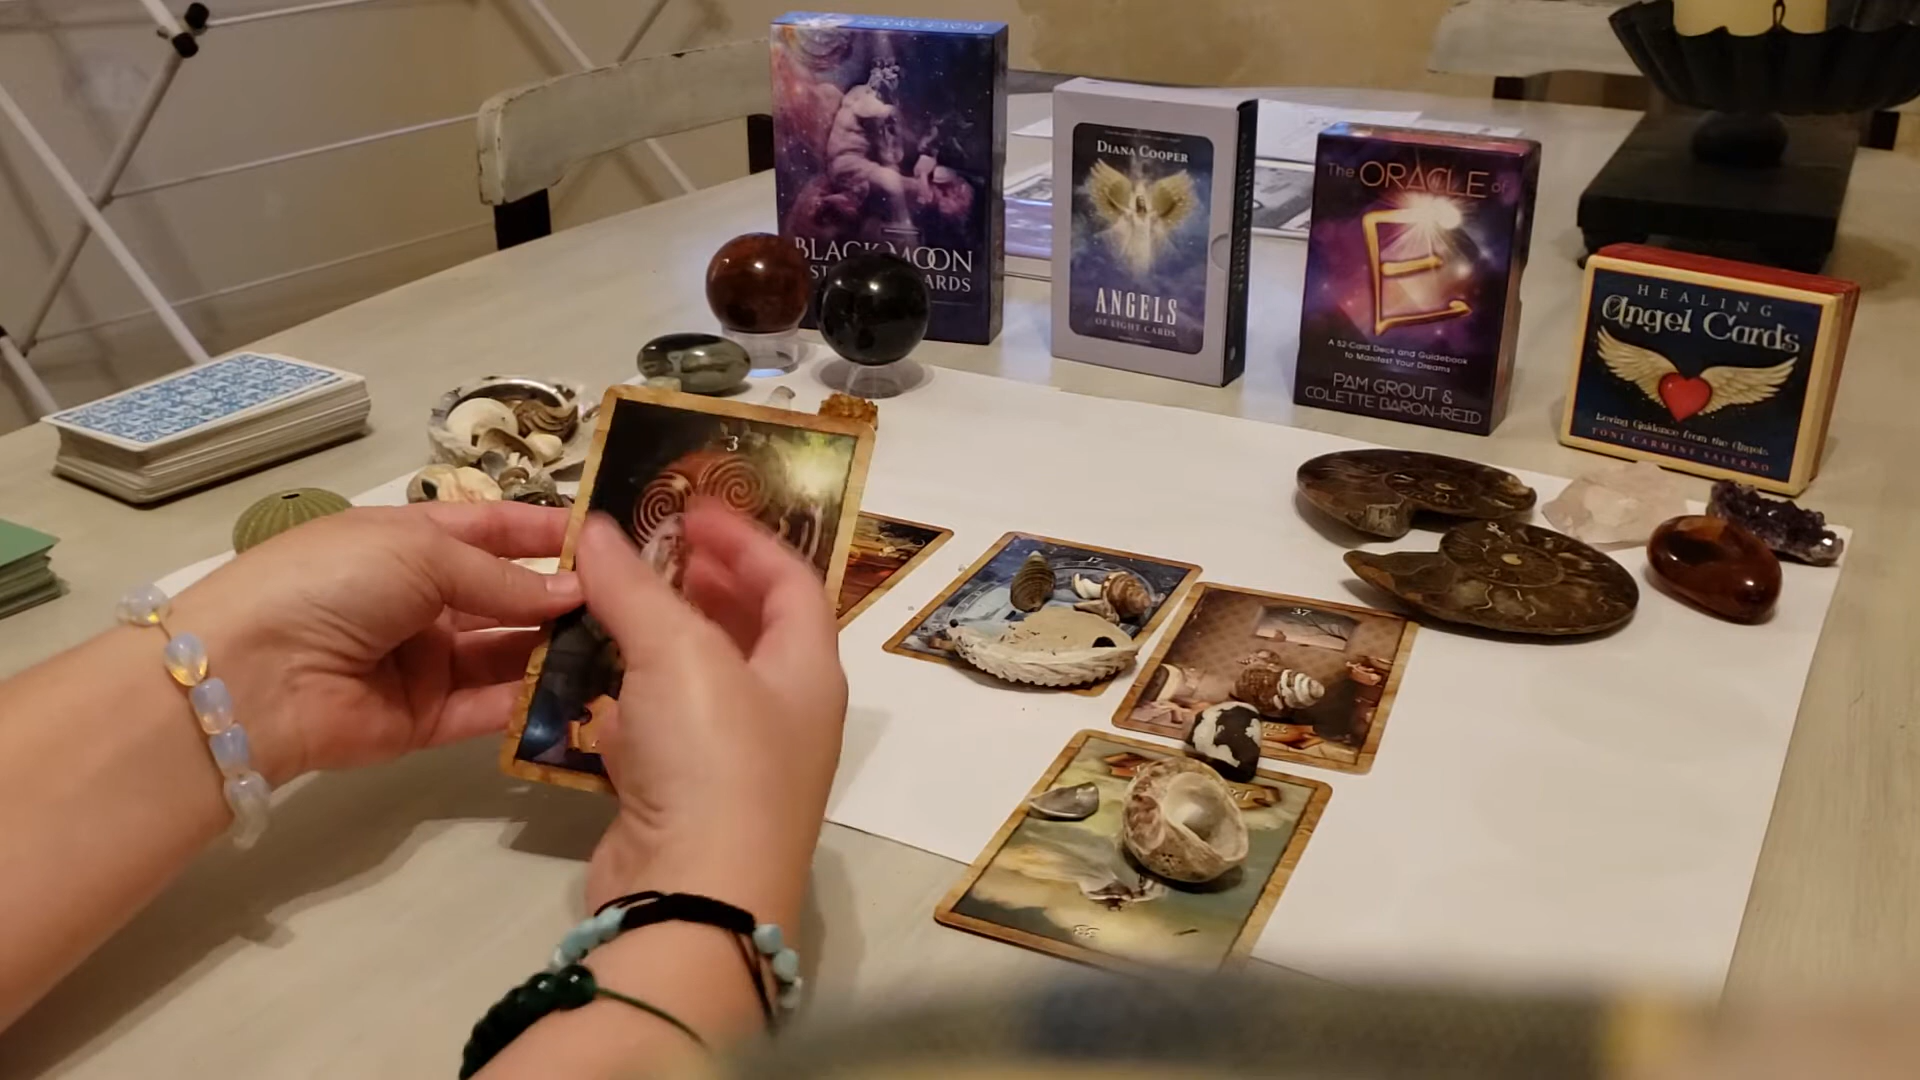 BLACK MOON
ARDS
DIANA COOPER
ANGELS
OF LIGHT CARDS
The ORACLE of
E
A 52-Card Deck and Guidebook
to Manifest Your Dreams
PAM GROUT &
COLETTE BARON-REID
HEALING
Angel Cards
Loving Guidance from the Angels
TONI CARMINE SALERNO
3
17
37